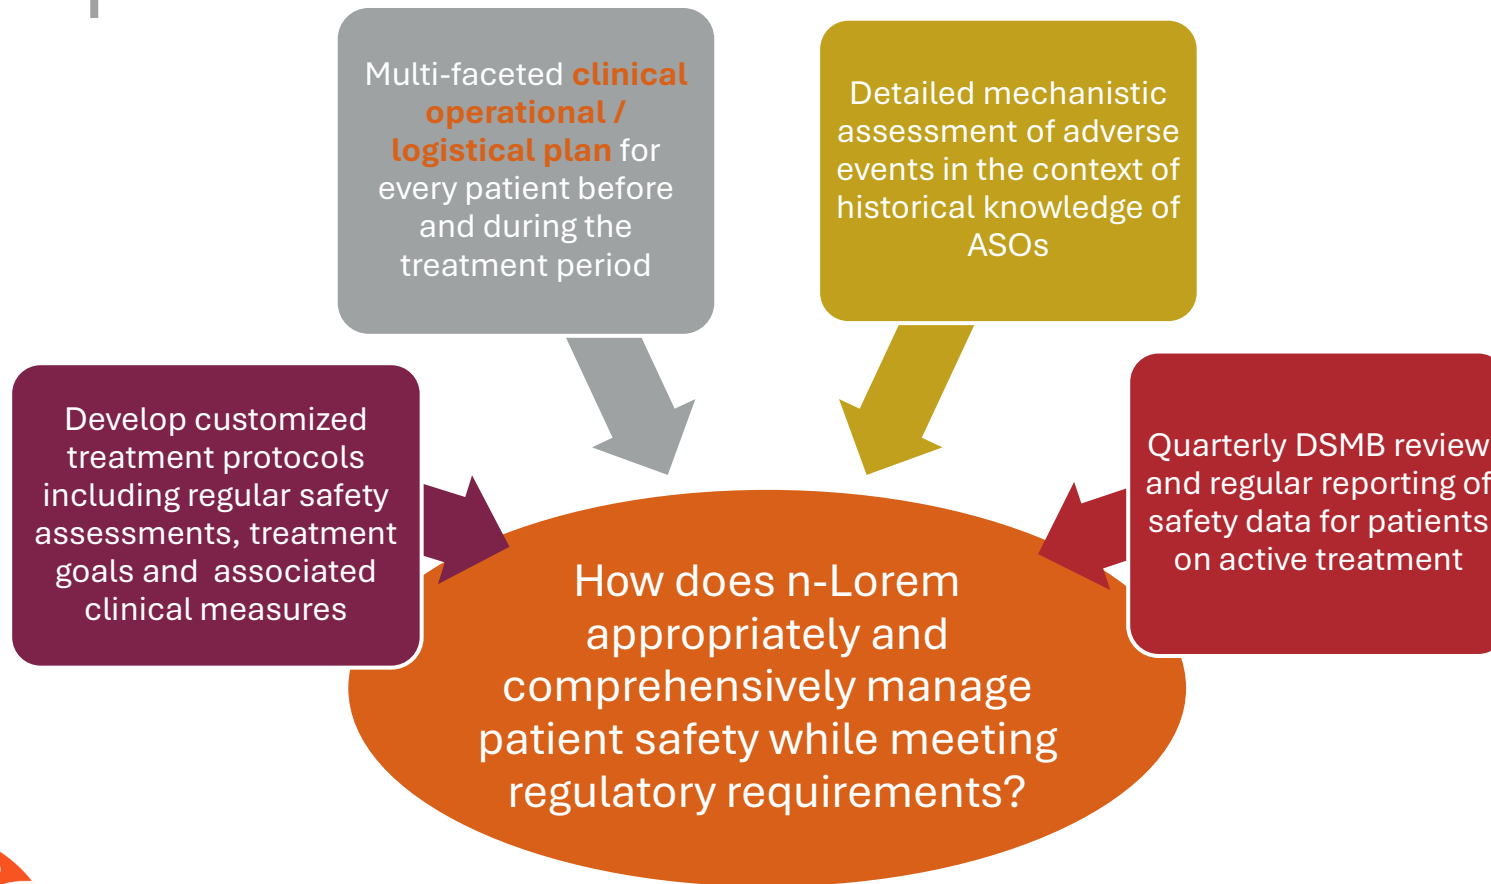 Multi-faceted clinical
operational /
logistical plan for
every patient before
and during the
treatment period
Detailed mechanistic
assessment of adverse
events in the context of
historical knowledge of
ASOs
Develop customized
treatment protocols
including regular safety
assessments, treatment
goals and  associated
clinical measures
Quarterly DSMB review
and regular reporting of
safety data for patients
on active treatment
How does n-Lorem
appropriately and
comprehensively manage
patient safety while meeting
regulatory requirements?